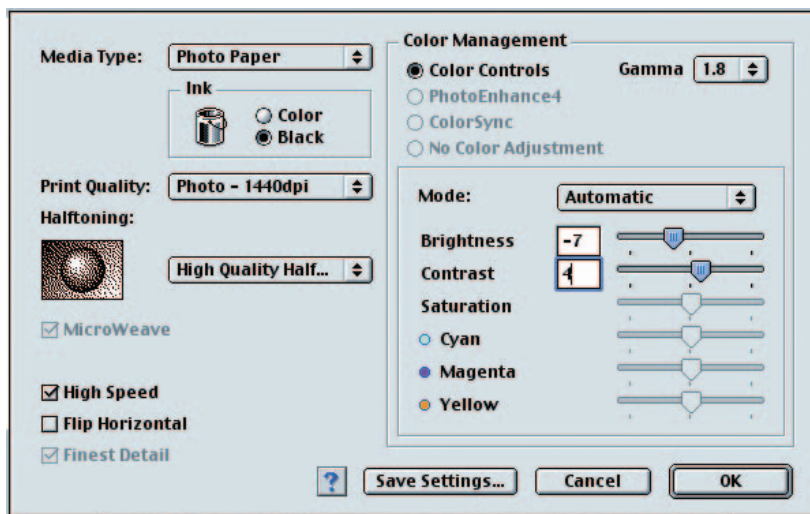 Media Type:
Photo Paper
Ink
Color
Black
Print Quality:
Photo - 1440dpi
Halftoning:
High Quality Half...
MicroWeave
High Speed
Flip Horizontal
Finest Detail
Color Management
Color Controls
Gamma
1.8
PhotoEnhance4
ColorSync
No Color Adjustment
Mode:
Automatic
Brightness
-7
Contrast
4
Saturation
Cyan
Magenta
Yellow
?
Save Settings...
Cancel
OK